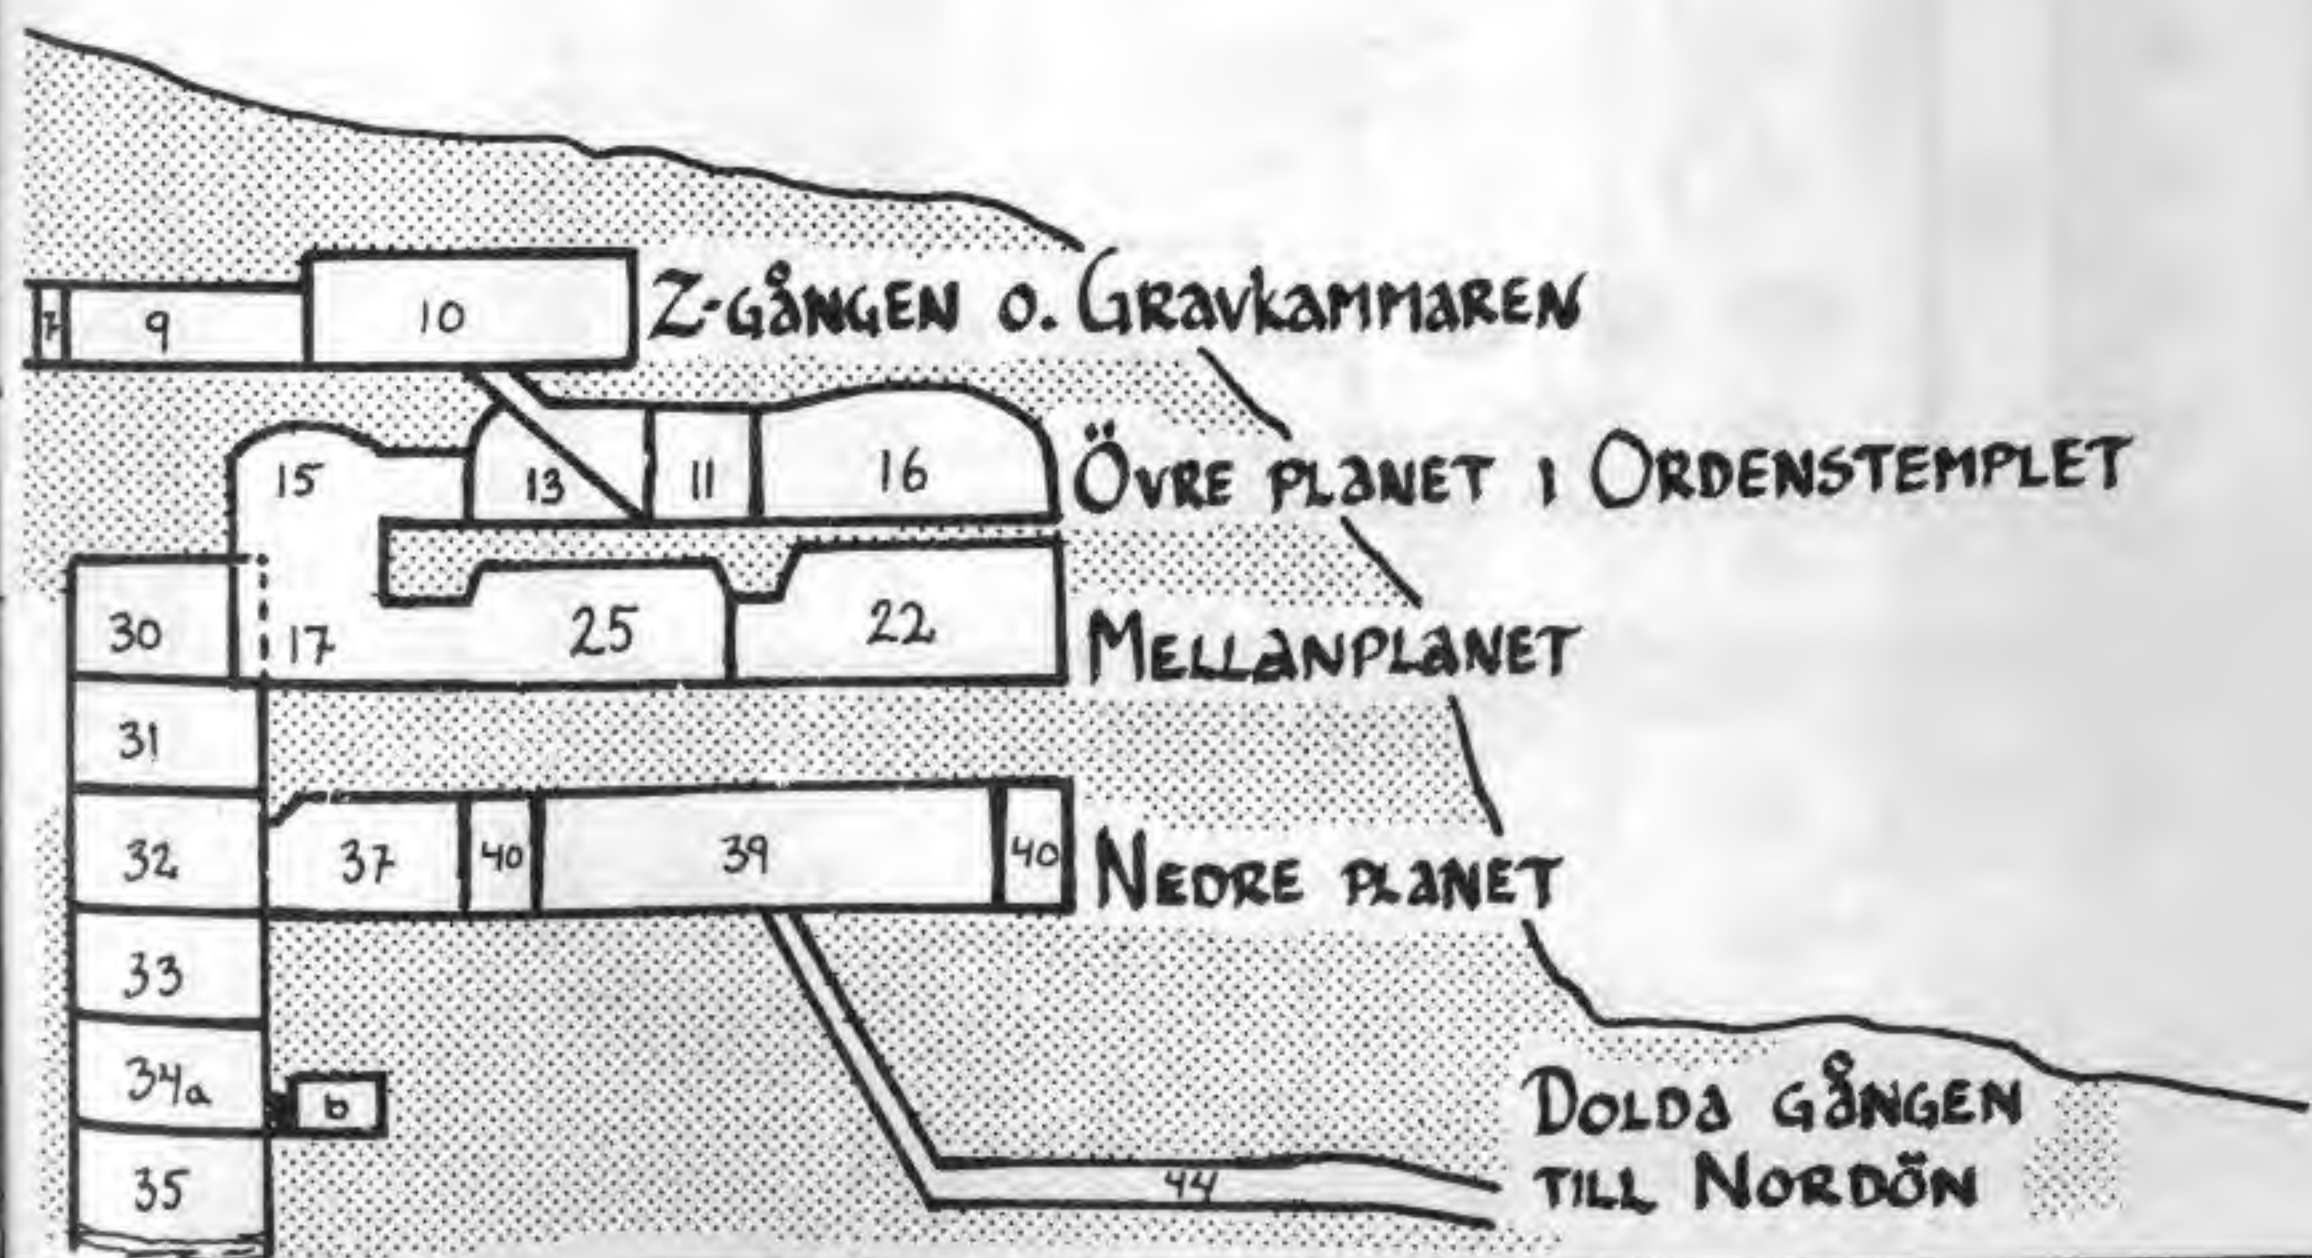 7 9 10 Z-GÅNGEN O. GRAVKAMMAREN
15 13 11 16 ÖVRE PLANET I ORDENSTEMPLET
30 17 25 22 MELLANPLANET
31
32 37 40 39 40 NEDRE PLANET
33
34a b DOLDA GÅNGEN
35 44 TILL NORDÖN